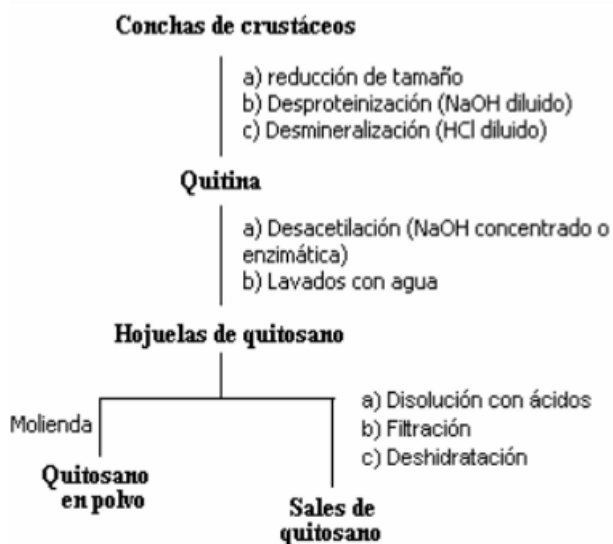 Conchas de crustáceos
a) reducción de tamaño
b) Desproteinización (NaOH diluido)
c) Desmineralización (HCl diluido)
Quitina
a) Desacetilación (NaOH concentrado o
enzimática)
b) Lavados con agua
Hojuelas de quitosano
Molienda
Quitosano
en polvo
a) Disolución con ácidos
b) Filtración
c) Deshidratación
Sales de
quitosano